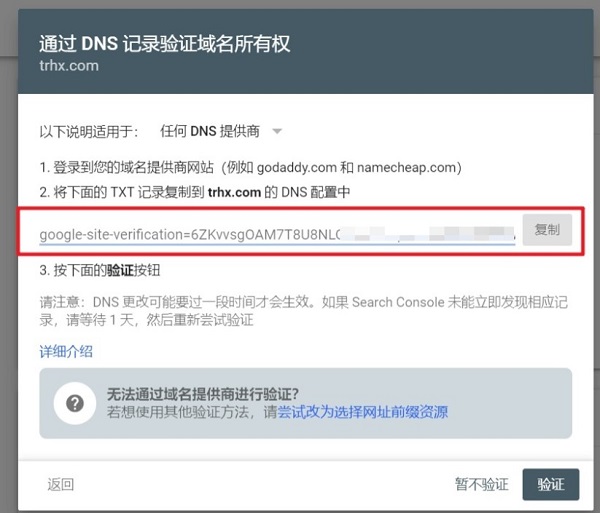 通过 DNS 记录验证域名所有权
trhx.com
以下说明适用于： 任何 DNS 提供商
1. 登录到您的域名提供商网站（例如 godaddy.com 和 namecheap.com）
2. 将下面的 TXT 记录复制到 trhx.com 的 DNS 配置中
google-site-verification=6ZKvvsgOAM7T8U8NL 复制
3. 按下面的验证按钮
请注意：DNS 更改可能要过一段时间才会生效。如果 Search Console 未能立即发现相应记
录，请等待 1 天，然后重新尝试验证
详细介绍
无法通过域名提供商进行验证？
若想使用其他验证方法，请尝试改为选择网址前缀资源
返回 暂不验证 验证